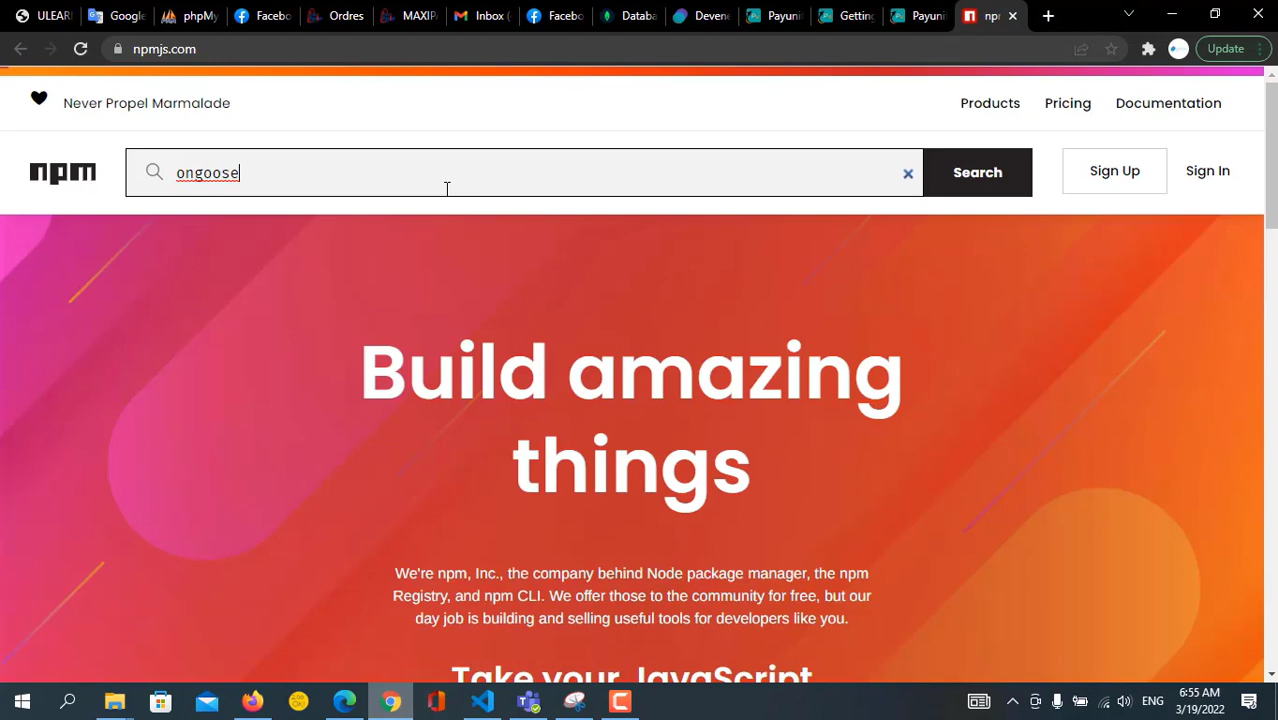 ULEARI
Google
phpMy
Facebo
Ordres
MAXIPA
Inbox (
Facebo
Databa
Devene
Payunit
Getting
Payunit
npr
npmjs.com
Update
Never Propel Marmalade
Products
Pricing
Documentation
npm
ongoose
Search
Sign Up
Sign In
Build amazing
things
We're npm, Inc., the company behind Node package manager, the npm
Registry, and npm CLI. We offer those to the community for free, but our
day job is building and selling useful tools for developers like you.
Take your JavaScript
ENG
6:55 AM
3/19/2022